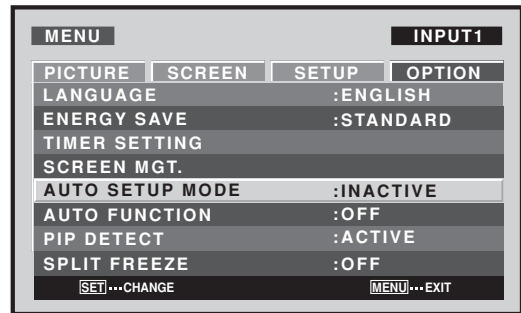 MENU INPUT1
PICTURE SCREEN SETUP OPTION
LANGUAGE :ENGLISH
ENERGY SAVE :STANDARD
TIMER SETTING
SCREEN MGT.
AUTO SETUP MODE :INACTIVE
AUTO FUNCTION :OFF
PIP DETECT :ACTIVE
SPLIT FREEZE :OFF
SET ···CHANGE MENU ···EXIT